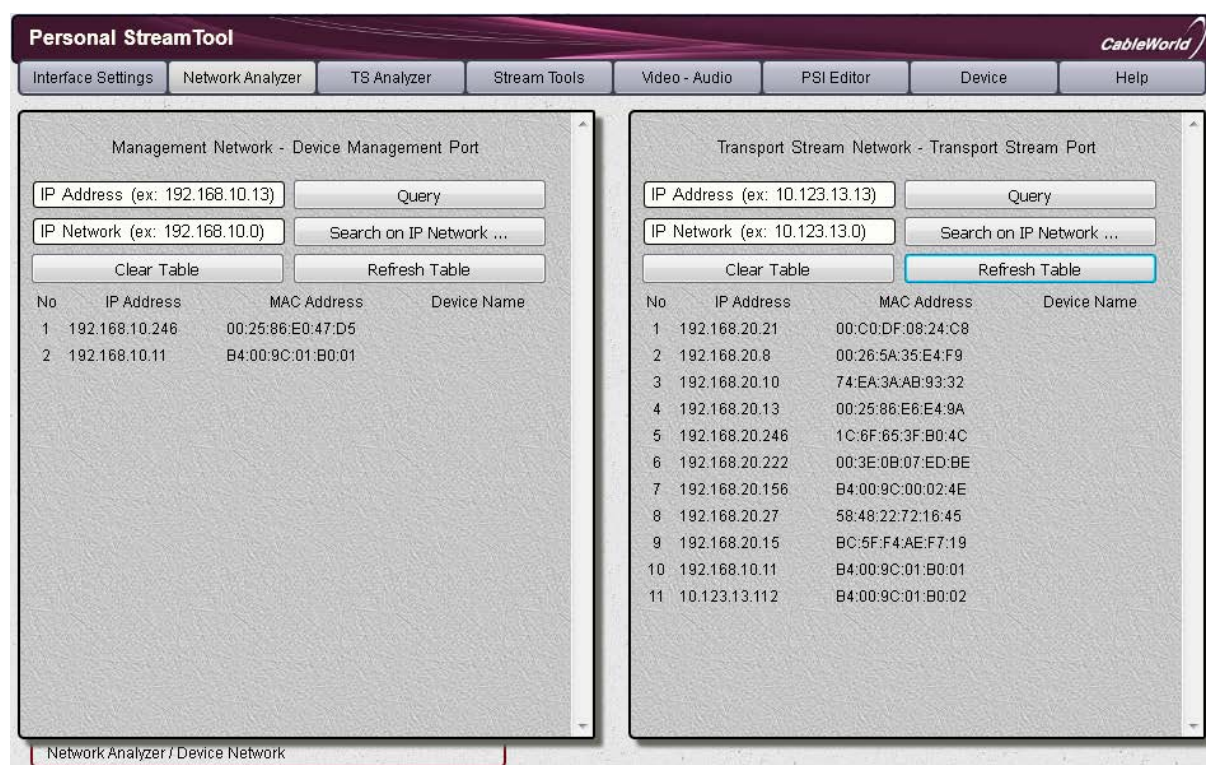 Personal StreamTool
CableWorld
Interface Settings Network Analyzer TS Analyzer Stream Tools Video - Audio PSI Editor Device Help
Management Network - Device Management Port
IP Address (ex: 192.168.10.13) Query
IP Network (ex: 192.168.10.0) Search on IP Network ...
Clear Table Refresh Table
No IP Address MAC Address Device Name
1 192.168.10.246 00:25:86:E0:47:D5
2 192.168.10.11 B4:00:9C:01:B0:01
Transport Stream Network - Transport Stream Port
IP Address (ex: 10.123.13.13) Query
IP Network (ex: 10.123.13.0) Search on IP Network ...
Clear Table Refresh Table
No IP Address MAC Address Device Name
1 192.168.20.21 00:C0:DF:08:24:C8
2 192.168.20.8 00:26:5A:35:E4:F9
3 192.168.20.10 74:EA:3A:AB:93:32
4 192.168.20.13 00:25:86:E6:E4:9A
5 192.168.20.246 1C:6F:65:3F:B0:4C
6 192.168.20.222 00:3E:0B:07:ED:BE
7 192.168.20.156 B4:00:9C:00:02:4E
8 192.168.20.27 58:48:22:72:16:45
9 192.168.20.15 BC:5F:F4:AE:F7:19
10 192.168.10.11 B4:00:9C:01:B0:01
11 10.123.13.112 B4:00:9C:01:B0:02
Network Analyzer / Device Network